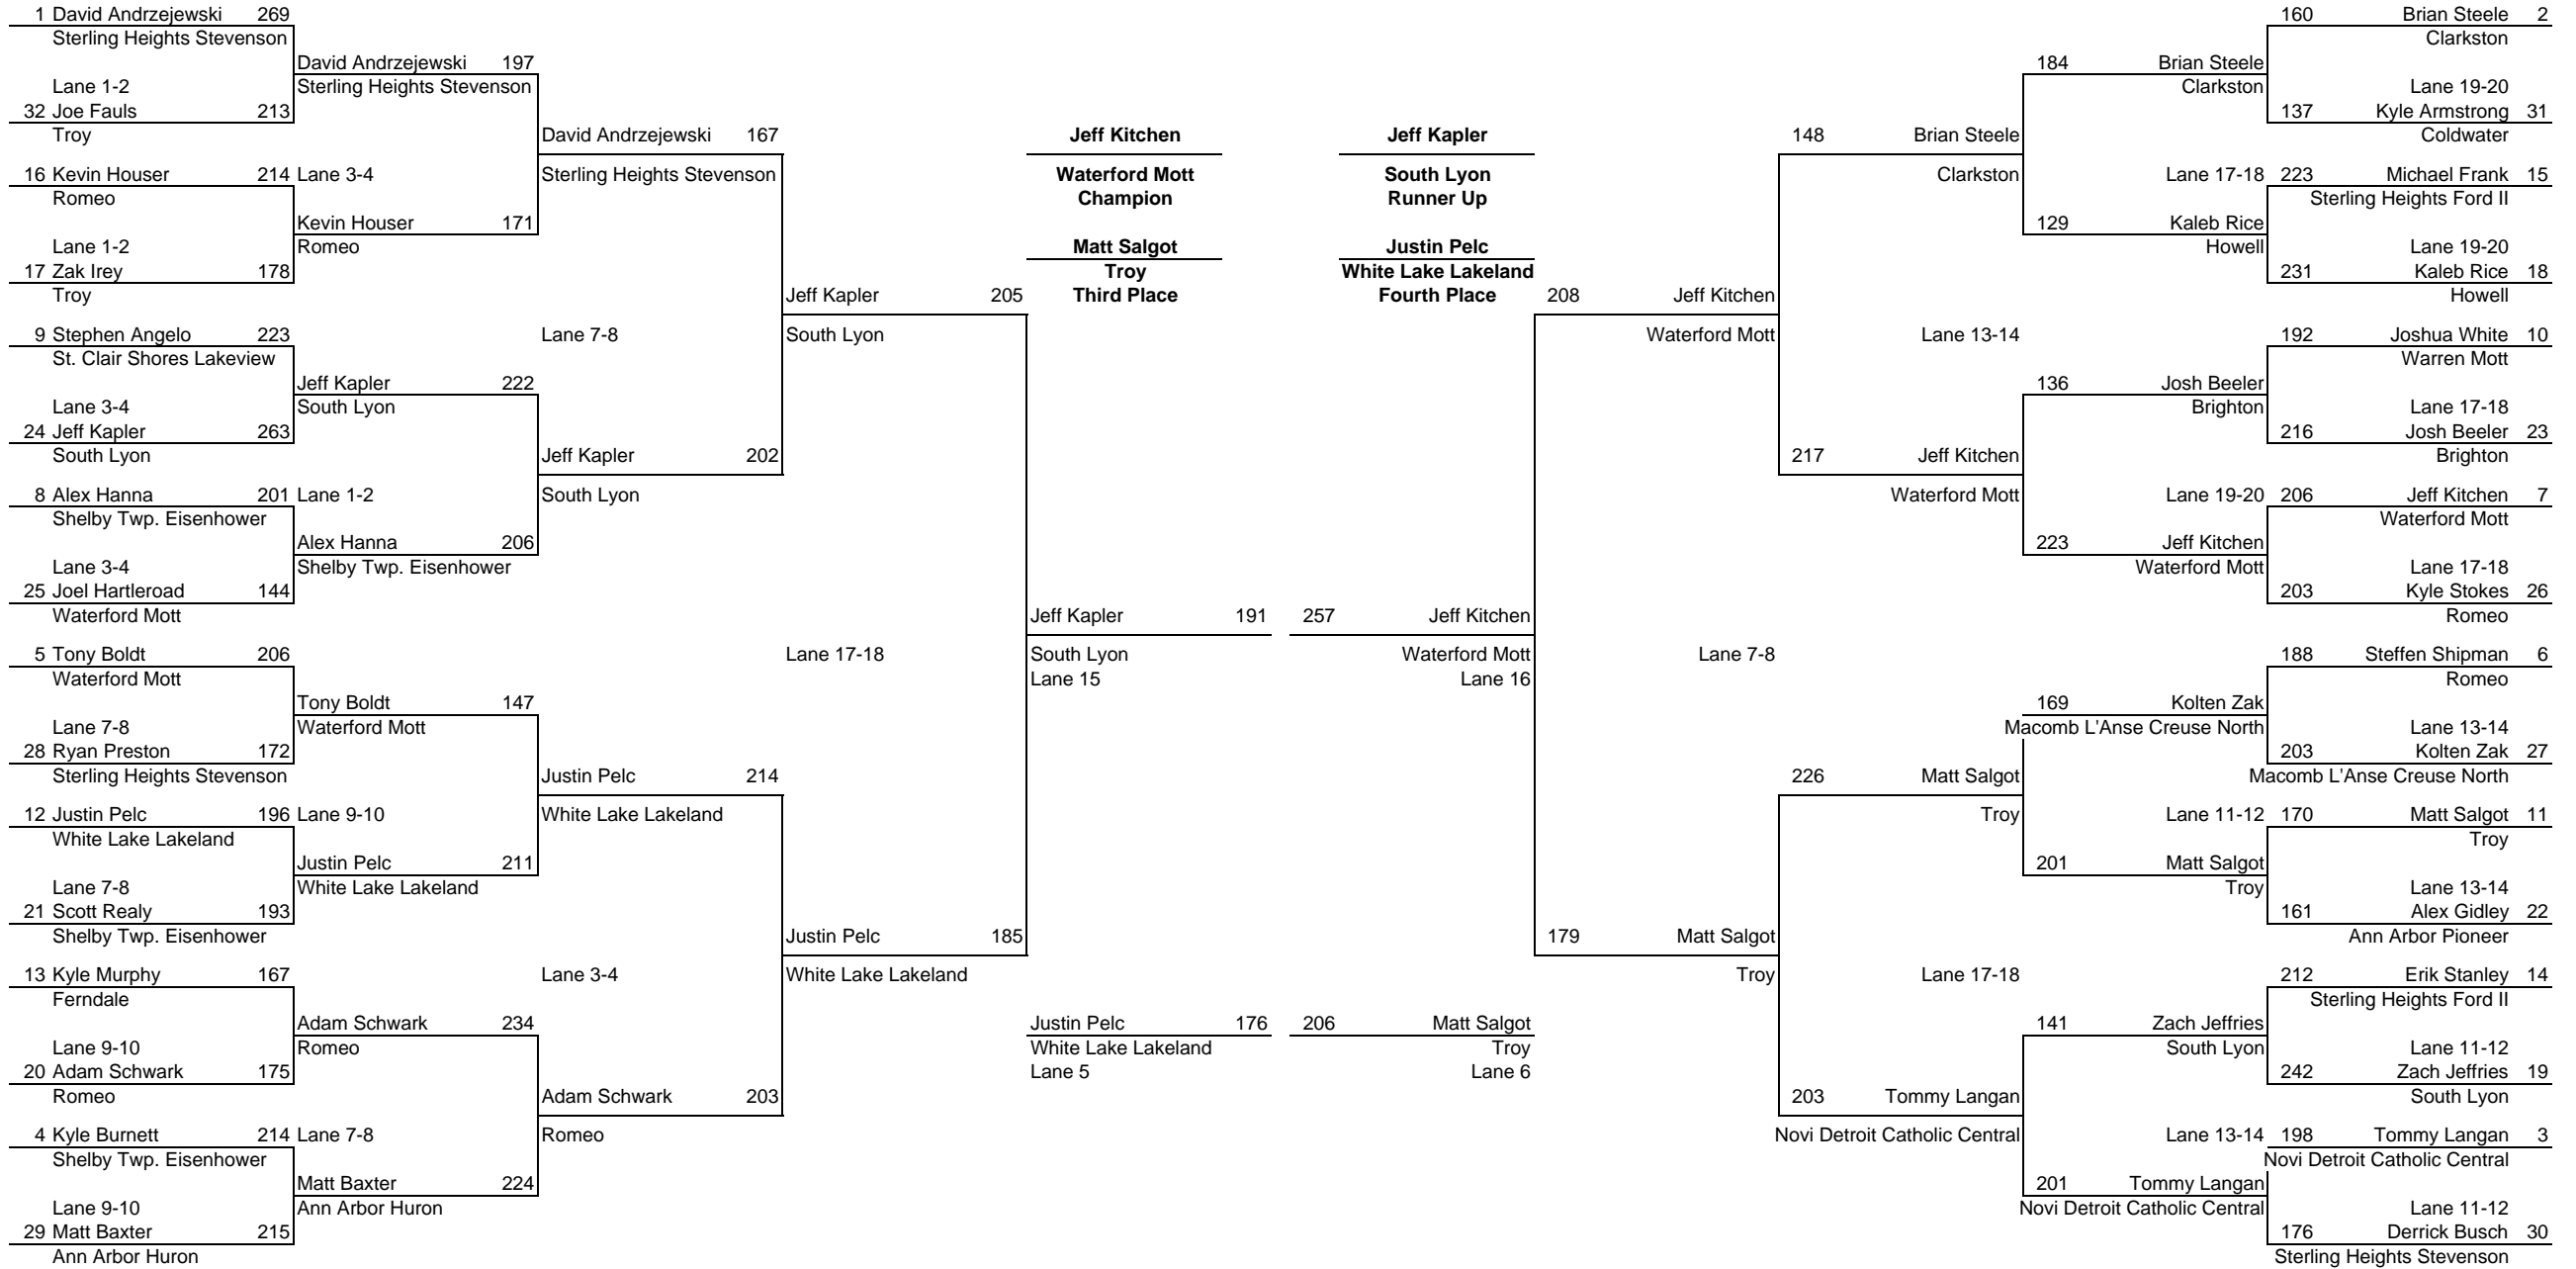 1 David Andrzejewski 269
Sterling Heights Stevenson
Lane 1-2
32 Joe Fauls 213
Troy
16 Kevin Houser 214
Romeo
Lane 1-2
17 Zak Irey 178
Troy
9 Stephen Angelo 223
St. Clair Shores Lakeview
Lane 3-4
24 Jeff Kapler 263
South Lyon
8 Alex Hanna 201
Shelby Twp. Eisenhower
Lane 3-4
25 Joel Hartleroad 144
Waterford Mott
5 Tony Boldt 206
Waterford Mott
Lane 7-8
28 Ryan Preston 172
Sterling Heights Stevenson
12 Justin Pelc 196
White Lake Lakeland
Lane 7-8
21 Scott Realy 193
Shelby Twp. Eisenhower
13 Kyle Murphy 167
Ferndale
Lane 9-10
20 Adam Schwark 175
Romeo
4 Kyle Burnett 214
Shelby Twp. Eisenhower
Lane 9-10
29 Matt Baxter 215
Ann Arbor Huron
David Andrzejewski 197
Sterling Heights Stevenson
Lane 3-4
Kevin Houser 171
Romeo
Jeff Kapler 222
South Lyon
Lane 1-2
Alex Hanna 206
Shelby Twp. Eisenhower
Tony Boldt 147
Waterford Mott
Lane 9-10
Justin Pelc 211
White Lake Lakeland
Adam Schwark 234
Romeo
Lane 7-8
Matt Baxter 224
Ann Arbor Huron
David Andrzejewski 167
Sterling Heights Stevenson
Lane 7-8
Jeff Kapler 202
South Lyon
Justin Pelc 214
White Lake Lakeland
Lane 3-4
Adam Schwark 203
Romeo
Jeff Kapler 205
South Lyon
Lane 17-18
Justin Pelc 185
White Lake Lakeland
Jeff Kitchen
Waterford Mott
Champion
Matt Salgot
Troy
Third Place
Jeff Kapler
South Lyon
Runner Up
Justin Pelc
White Lake Lakeland
Fourth Place
Jeff Kapler 191
South Lyon
Lane 15
257 Jeff Kitchen
Waterford Mott
Lane 16
Justin Pelc 176
White Lake Lakeland
Lane 5
206 Matt Salgot
Troy
Lane 6
208 Jeff Kitchen
Waterford Mott
Lane 7-8
179 Matt Salgot
Troy
148 Brian Steele
Clarkston
Lane 13-14
217 Jeff Kitchen
Waterford Mott
226 Matt Salgot
Troy
Lane 17-18
203 Tommy Langan
Novi Detroit Catholic Central
184 Brian Steele
Clarkston
Lane 17-18
129 Kaleb Rice
Howell
136 Josh Beeler
Brighton
Lane 19-20
223 Jeff Kitchen
Waterford Mott
169 Kolten Zak
Macomb L'Anse Creuse North
Lane 11-12
201 Matt Salgot
Troy
141 Zach Jeffries
South Lyon
Lane 13-14
201 Tommy Langan
Novi Detroit Catholic Central
160 Brian Steele 2
Clarkston
Lane 19-20
137 Kyle Armstrong 31
Coldwater
223 Michael Frank 15
Sterling Heights Ford II
Lane 19-20
231 Kaleb Rice 18
Howell
192 Joshua White 10
Warren Mott
Lane 17-18
216 Josh Beeler 23
Brighton
206 Jeff Kitchen 7
Waterford Mott
Lane 17-18
203 Kyle Stokes 26
Romeo
188 Steffen Shipman 6
Romeo
Lane 13-14
203 Kolten Zak 27
Macomb L'Anse Creuse North
170 Matt Salgot 11
Troy
Lane 13-14
161 Alex Gidley 22
Ann Arbor Pioneer
212 Erik Stanley 14
Sterling Heights Ford II
Lane 11-12
242 Zach Jeffries 19
South Lyon
198 Tommy Langan 3
Novi Detroit Catholic Central
Lane 11-12
176 Derrick Busch 30
Sterling Heights Stevenson